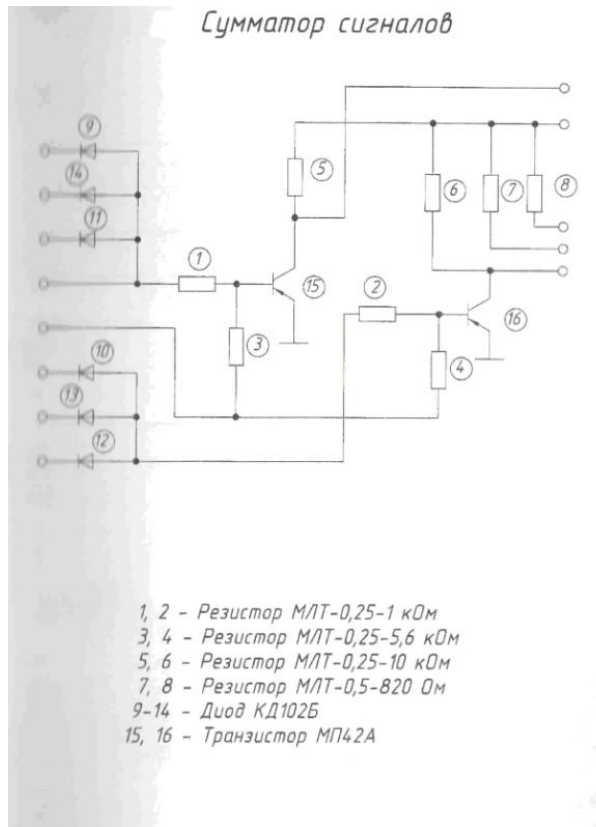 Сумматор сигналов
9
14
11
1
5
6
7
8
15
2
16
3
10
4
13
12
1, 2 - Резистор МЛТ-0,25-1 кОм
3, 4 - Резистор МЛТ-0,25-5,6 кОм
5, 6 - Резистор МЛТ-0,25-10 кОм
7, 8 - Резистор МЛТ-0,5-820 Ом
9-14 - Диод КД102Б
15, 16 - Транзистор МП42А